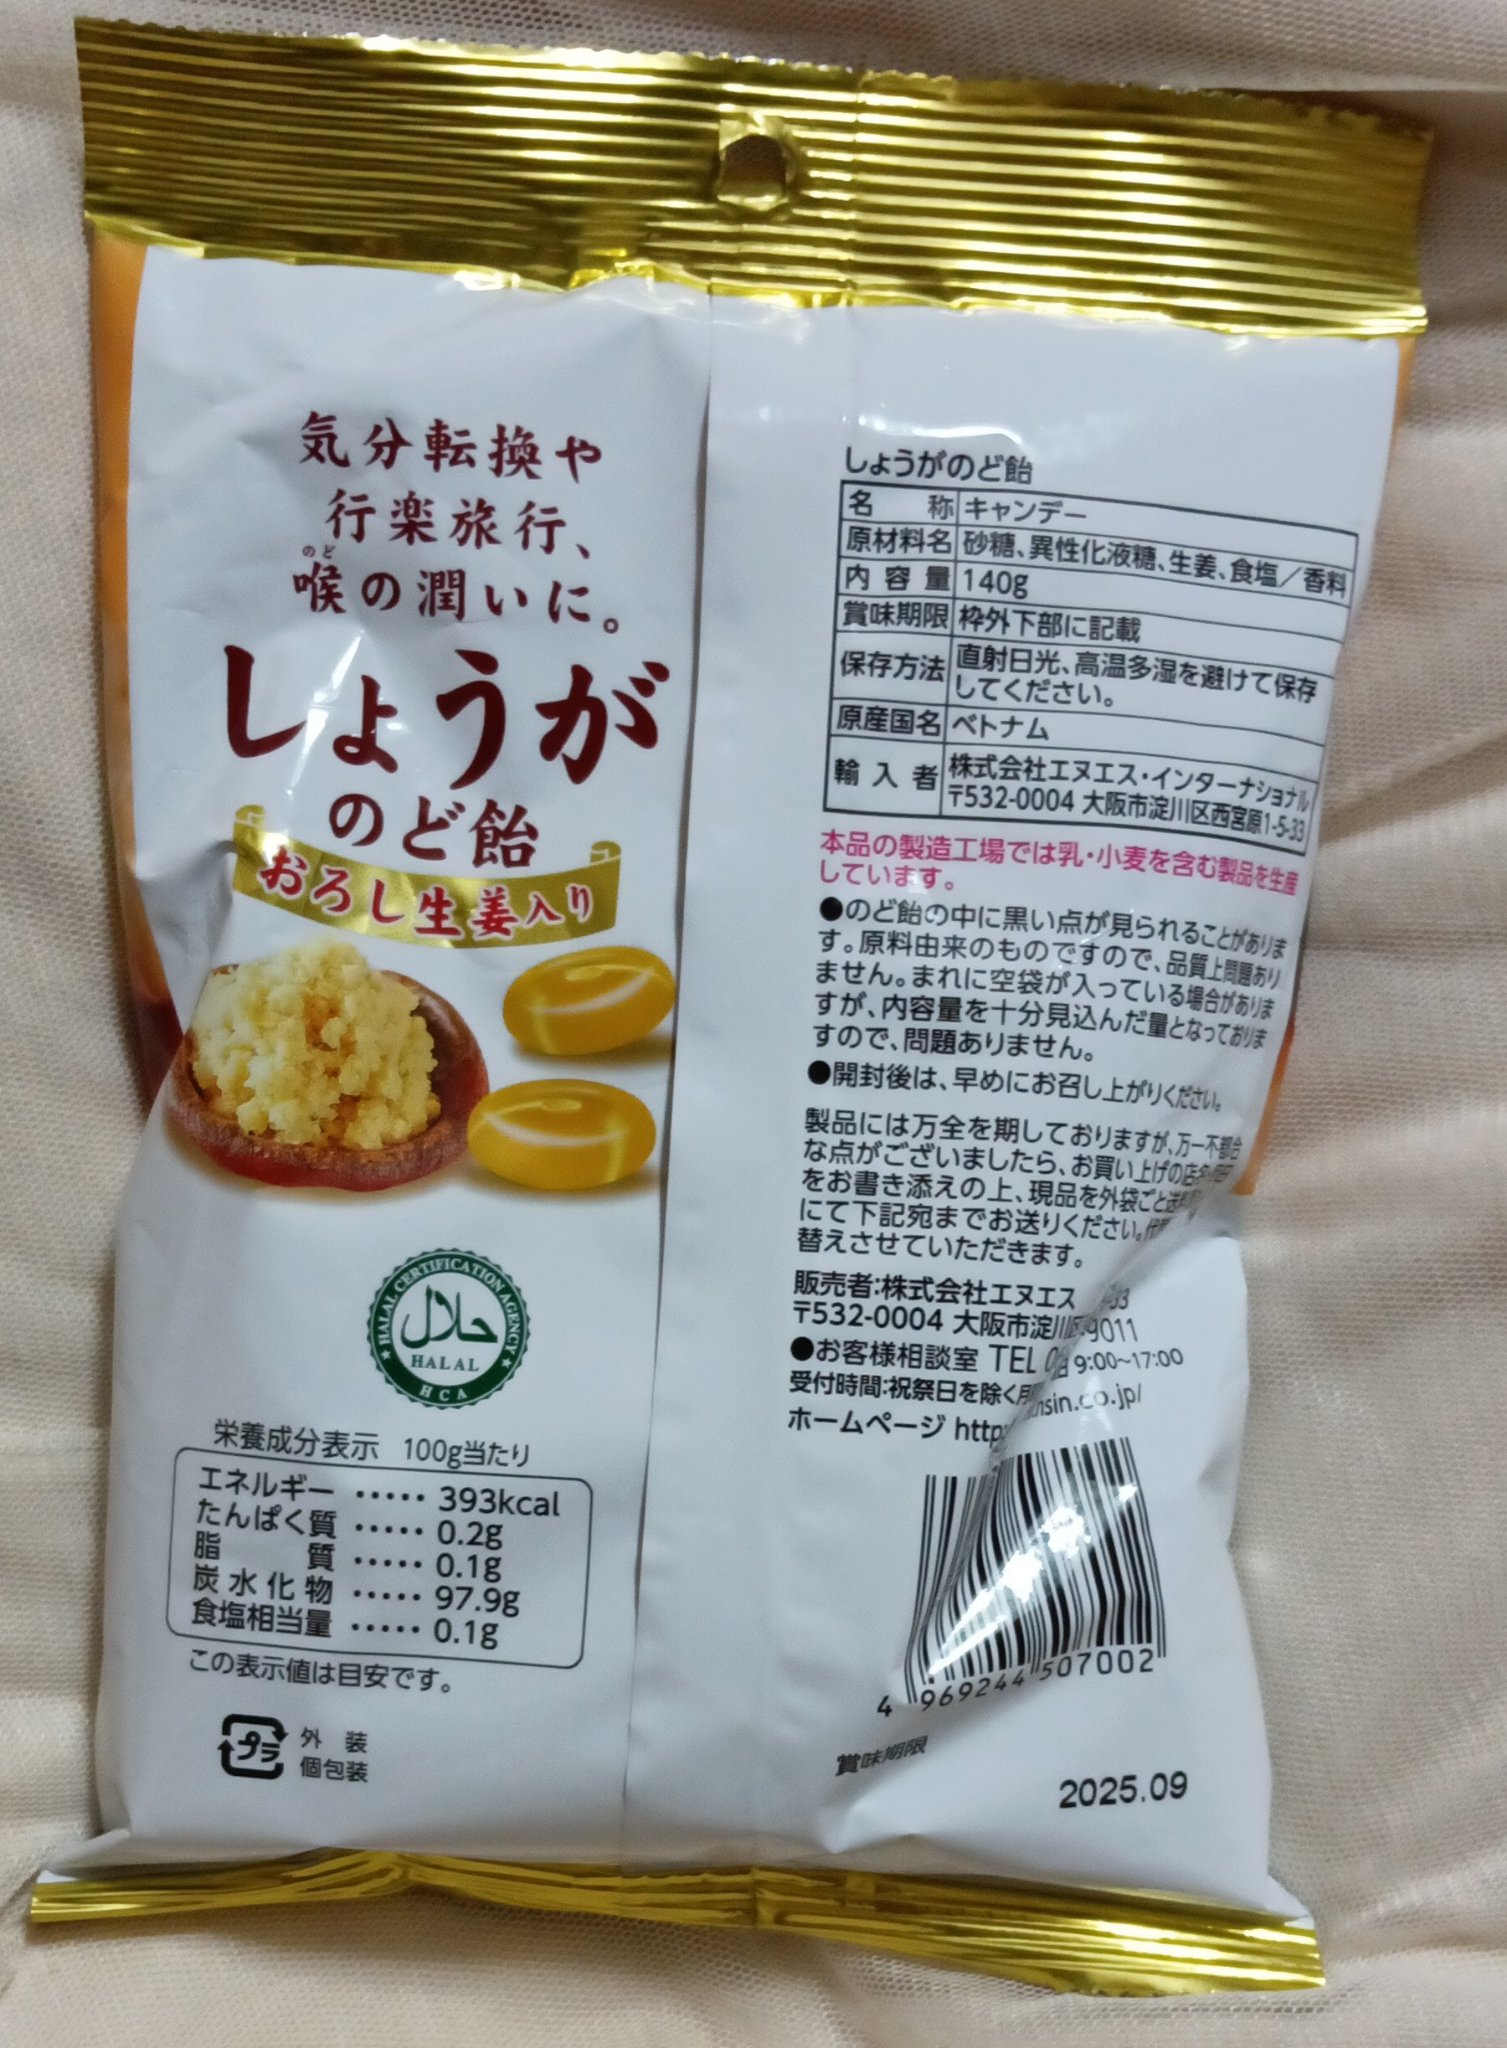 気分転換や
行楽旅行、
のど
喉の潤いに。
しょうが
のど飴
おろし生姜入り
HALAL CERTIFICATION AGENCY
حلال
HALAL
HCA
栄養成分表示 100g当たり
エネルギー ····· 393kcal
たんぱく質 ····· 0.2g
脂質 ····· 0.1g
炭水化物 ····· 97.9g
食塩相当量 ····· 0.1g
この表示値は目安です。
プラ
外装
個包装
しょうがのど飴
名称 キャンデー
原材料名 砂糖、異性化液糖、生姜、食塩／香料
内容量 140g
賞味期限 枠外下部に記載
保存方法 直射日光、高温多湿を避けて保存
してください。
原産国名 ベトナム
輸入者 株式会社エヌエス・インターナショナル
〒532-0004 大阪市淀川区西宮原1-5-33
本品の製造工場では乳・小麦を含む製品を生産
しています。
●のど飴の中に黒い点が見られることがありま
す。原料由来のものですので、品質上問題あり
ません。まれに空袋が入っている場合がありま
すが、内容量を十分見込んだ量となっておりま
すので、問題ありません。
●開封後は、早めにお召し上がりください。
製品には万全を期しておりますが、万一不都合
な点がございましたら、お買い上げの店名
をお書き添えの上、現品を外袋ごと送料
にて下記宛までお送りください。
替えさせていただきます。
販売者:株式会社エヌエス -33
〒532-0004 大阪市淀川区 9011
●お客様相談室 TEL 0
受付時間:祝祭日を除く月 9:00~17:00
ホームページ http nsin.co.jp/
4 969244 507002
賞味期限
2025.09